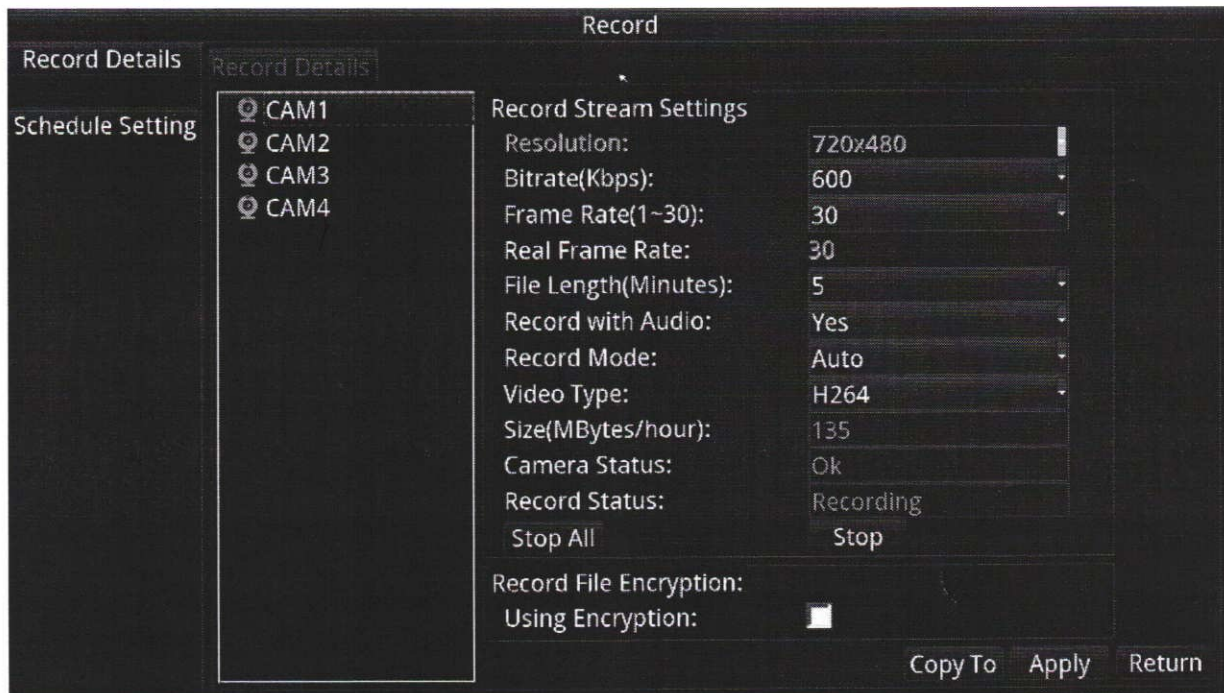 Record
Record Details
Schedule Setting
Record Details
CAM1
CAM2
CAM3
CAM4
Record Stream Settings
Resolution: 720x480
Bitrate(Kbps): 600
Frame Rate(1~30): 30
Real Frame Rate: 30
File Length(Minutes): 5
Record with Audio: Yes
Record Mode: Auto
Video Type: H264
Size(MBytes/hour): 135
Camera Status: Ok
Record Status: Recording
Stop All Stop
Record File Encryption:
Using Encryption:
Copy To Apply Return